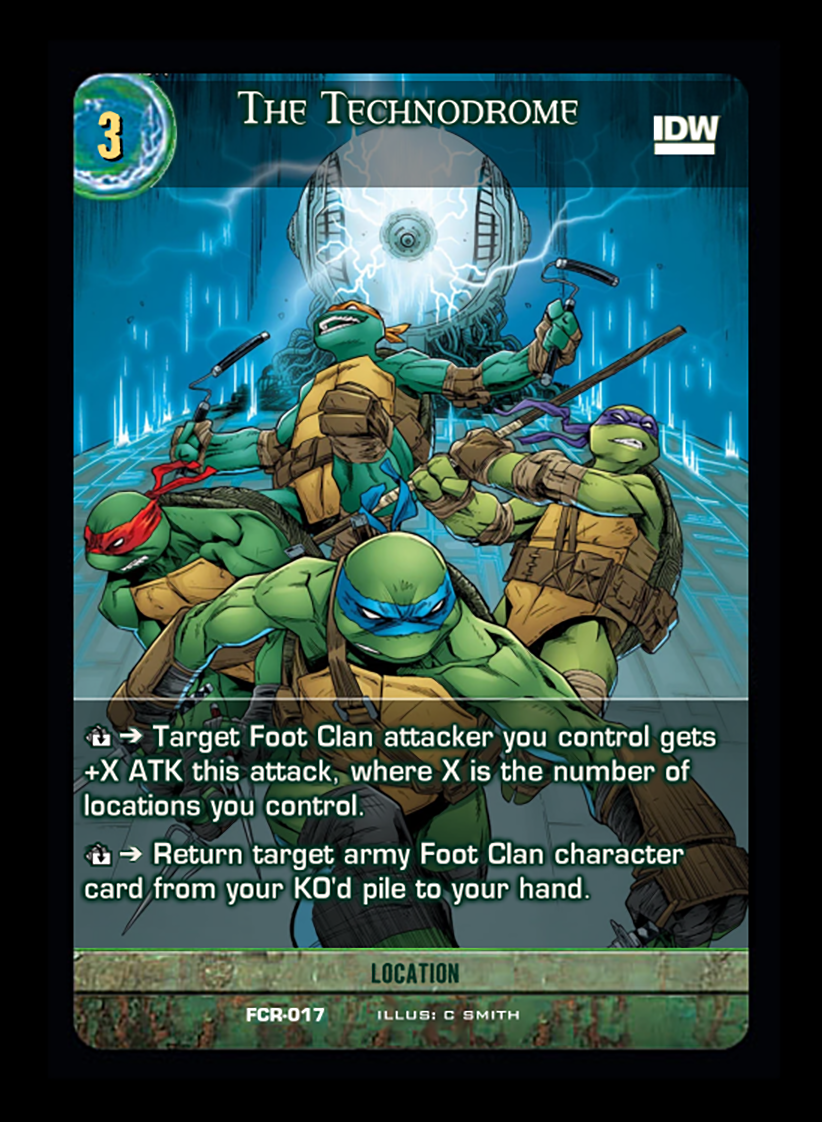 3
The Technodrome
IDW
➔ Target Foot Clan attacker you control gets
+X ATK this attack, where X is the number of
locations you control.
➔ Return target army Foot Clan character
card from your KO'd pile to your hand.
LOCATION
FCR-017 ILLUS: C SMITH